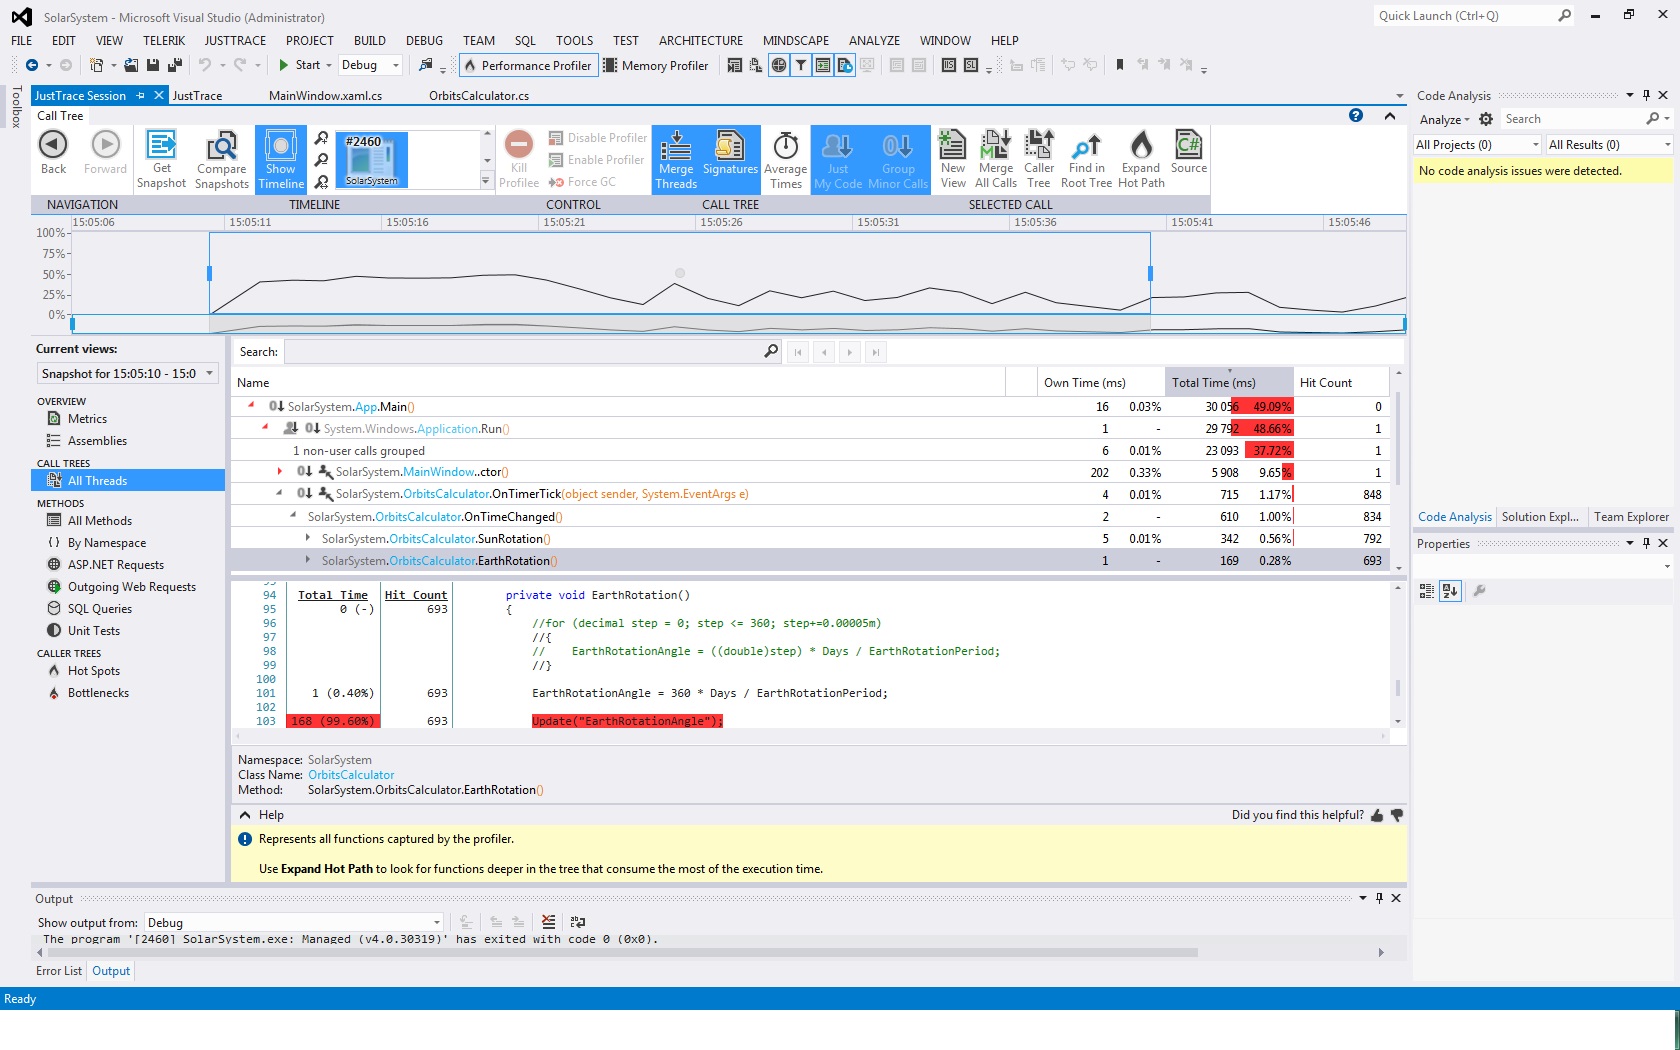 SolarSystem - Microsoft Visual Studio (Administrator)
Quick Launch (Ctrl+Q)
FILE EDIT VIEW TELERIK JUSTTRACE PROJECT BUILD DEBUG TEAM SQL TOOLS TEST ARCHITECTURE MINDSCAPE ANALYZE WINDOW HELP
Start Debug Performance Profiler Memory Profiler
Toolbox
JustTrace Session JustTrace MainWindow.xaml.cs OrbitsCalculator.cs
Call Tree
Back
Forward
Get Snapshot
Compare Snapshots
Show Timeline
#2460
SolarSystem
Kill Profilee
Disable Profiler
Enable Profiler
Force GC
Merge Threads
Signatures
Average Times
Just My Code
Group Minor Calls
New View
Merge All Calls
Caller Tree
Find in Root Tree
Expand Hot Path
Source
NAVIGATION TIMELINE CONTROL CALL TREE SELECTED CALL
15:05:06 15:05:11 15:05:16 15:05:21 15:05:26 15:05:31 15:05:36 15:05:41 15:05:46
100%
75%
50%
25%
0%
Current views:
Snapshot for 15:05:10 - 15:0
OVERVIEW
Metrics
Assemblies
CALL TREES
All Threads
METHODS
All Methods
By Namespace
ASP.NET Requests
Outgoing Web Requests
SQL Queries
Unit Tests
CALLER TREES
Hot Spots
Bottlenecks
Search:
Name Own Time (ms) Total Time (ms) Hit Count
SolarSystem.App.Main() 16 0.03% 30 056 49.09% 0
System.Windows.Application.Run() 1 - 29 792 48.66% 1
1 non-user calls grouped 6 0.01% 23 093 37.72% 1
SolarSystem.MainWindow..ctor() 202 0.33% 5 908 9.65% 1
SolarSystem.OrbitsCalculator.OnTimerTick(object sender, System.EventArgs e) 4 0.01% 715 1.17% 848
SolarSystem.OrbitsCalculator.OnTimeChanged() 2 - 610 1.00% 834
SolarSystem.OrbitsCalculator.SunRotation() 5 0.01% 342 0.56% 792
SolarSystem.OrbitsCalculator.EarthRotation() 1 - 169 0.28% 693
94 Total Time Hit Count private void EarthRotation()
95 0 (-) 693 {
96 //for (decimal step = 0; step <= 360; step+=0.00005m)
97 //{
98 // EarthRotationAngle = ((double)step) * Days / EarthRotationPeriod;
99 //}
100
101 1 (0.40%) 693 EarthRotationAngle = 360 * Days / EarthRotationPeriod;
102
103 168 (99.60%) 693 Update("EarthRotationAngle");
Namespace: SolarSystem
Class Name: OrbitsCalculator
Method: SolarSystem.OrbitsCalculator.EarthRotation()
Help Did you find this helpful?
Represents all functions captured by the profiler.
Use Expand Hot Path to look for functions deeper in the tree that consume the most of the execution time.
Output
Show output from: Debug
The program '[2460] SolarSystem.exe: Managed (v4.0.30319)' has exited with code 0 (0x0).
Error List Output
Ready
Code Analysis
Analyze Search
All Projects (0) All Results (0)
No code analysis issues were detected.
Code Analysis Solution Expl... Team Explorer
Properties